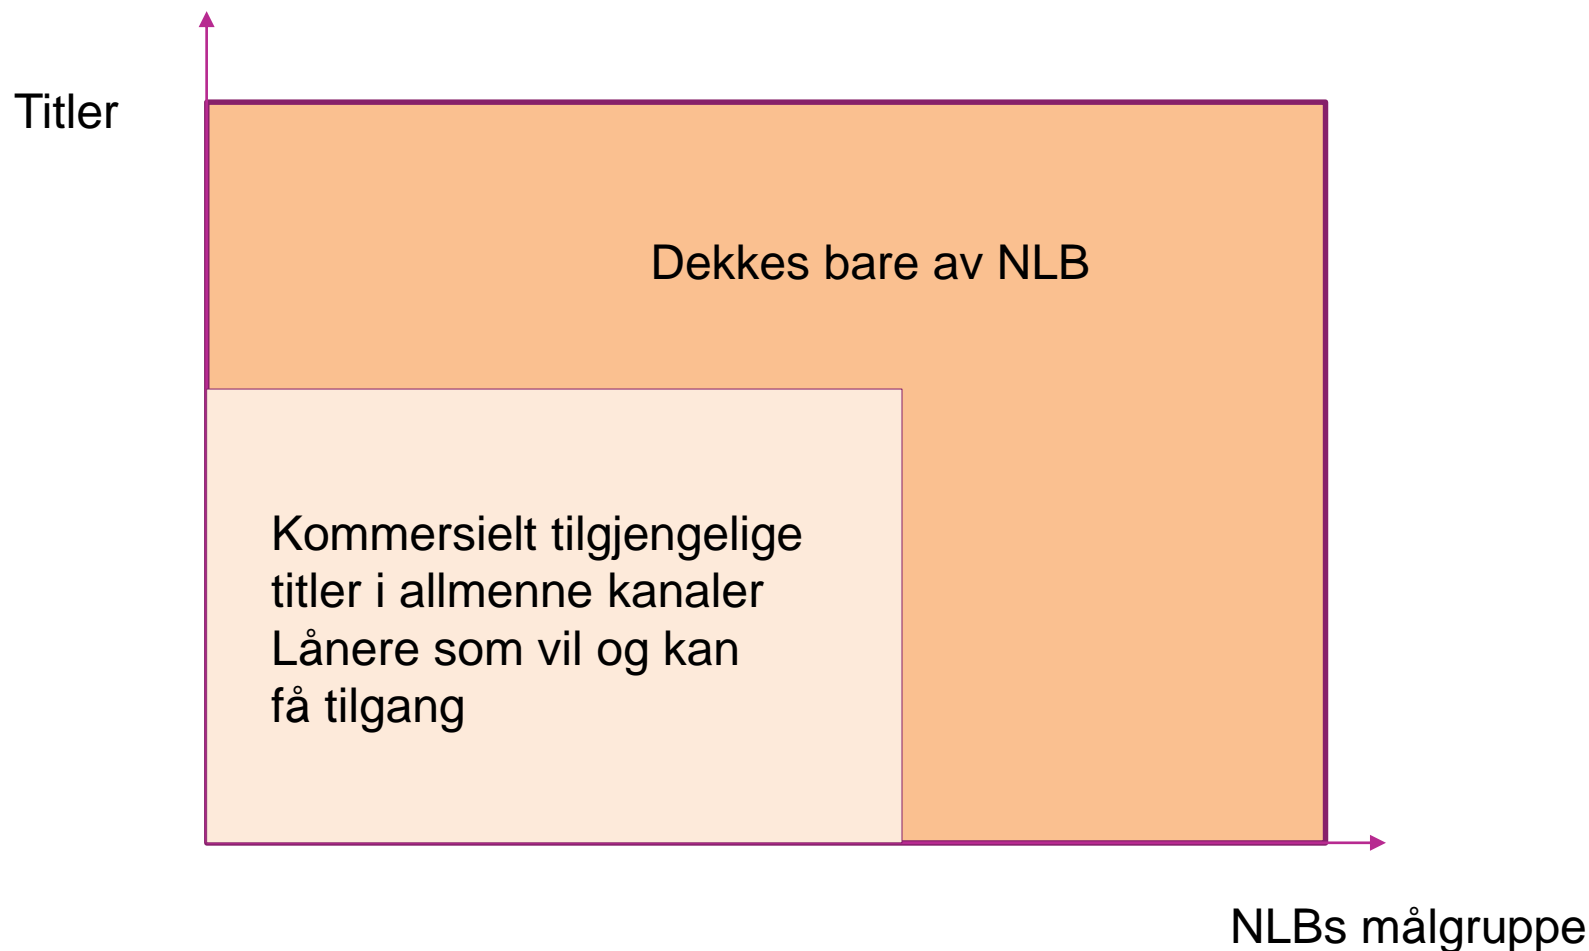 Titler
Dekkes bare av NLB
Kommersielt tilgjengelige
titler i allmenne kanaler
Lånere som vil og kan
få tilgang
NLBs målgruppe